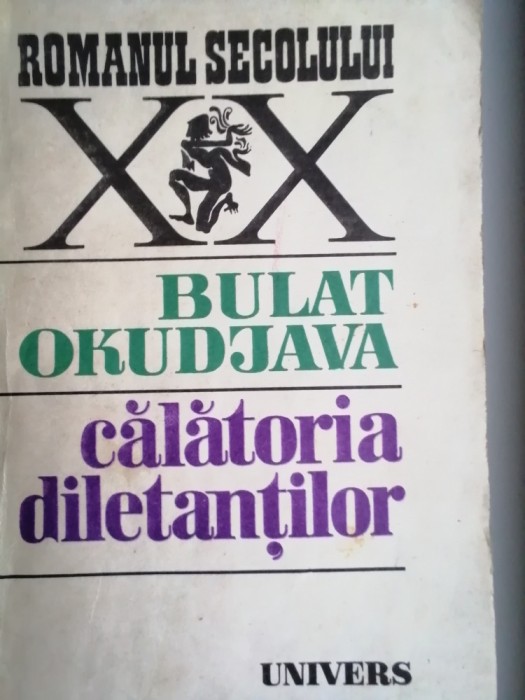 ROMANUL SECOLULUI
XX
BULAT
OKUDJAVA
călătoria
diletanților
UNIVERS